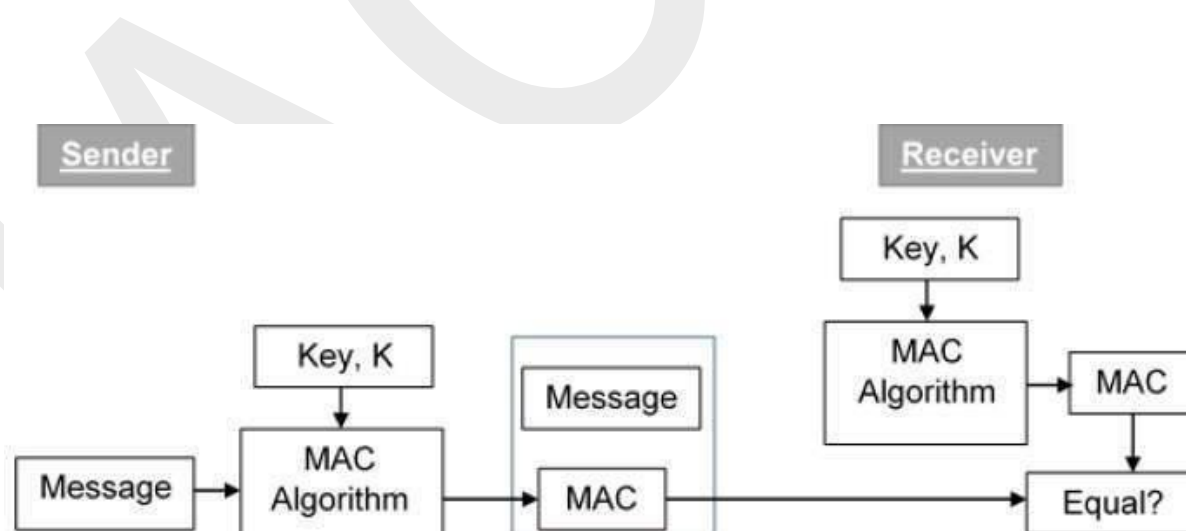 Sender
Receiver
Key, K
Key, K
MAC
Algorithm
MAC
Message
MAC
Algorithm
Message
MAC
Equal?